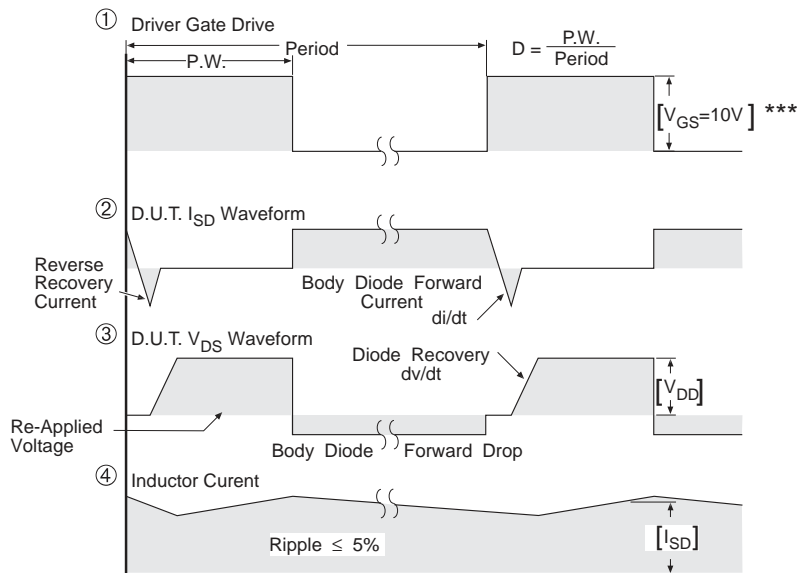 ① Driver Gate Drive
P.W.
Period
D = P.W. / Period
[VGS=10V] ***
② D.U.T. ISD Waveform
Reverse
Recovery
Current
Body Diode Forward
Current
di/dt
③ D.U.T. VDS Waveform
Diode Recovery
dv/dt
[VDD]
Re-Applied
Voltage
Body Diode Forward Drop
④ Inductor Curent
Ripple ≤ 5%
[ISD]